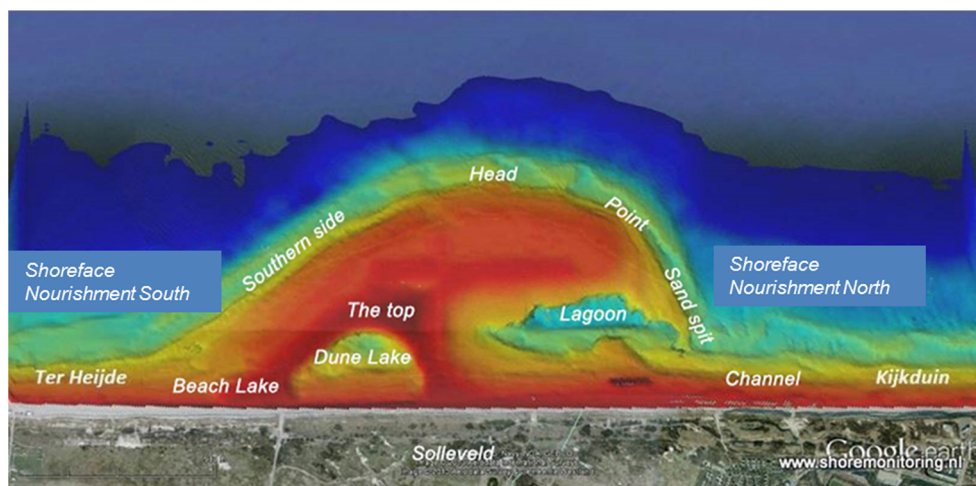 Head
Point
Southern side
Sand spit
Shoreface
Nourishment South
Shoreface
Nourishment North
The top
Lagoon
Dune Lake
Ter Heijde
Beach Lake
Channel
Kijkduin
Solleveld
Google earth
www.shoremonitoring.nl